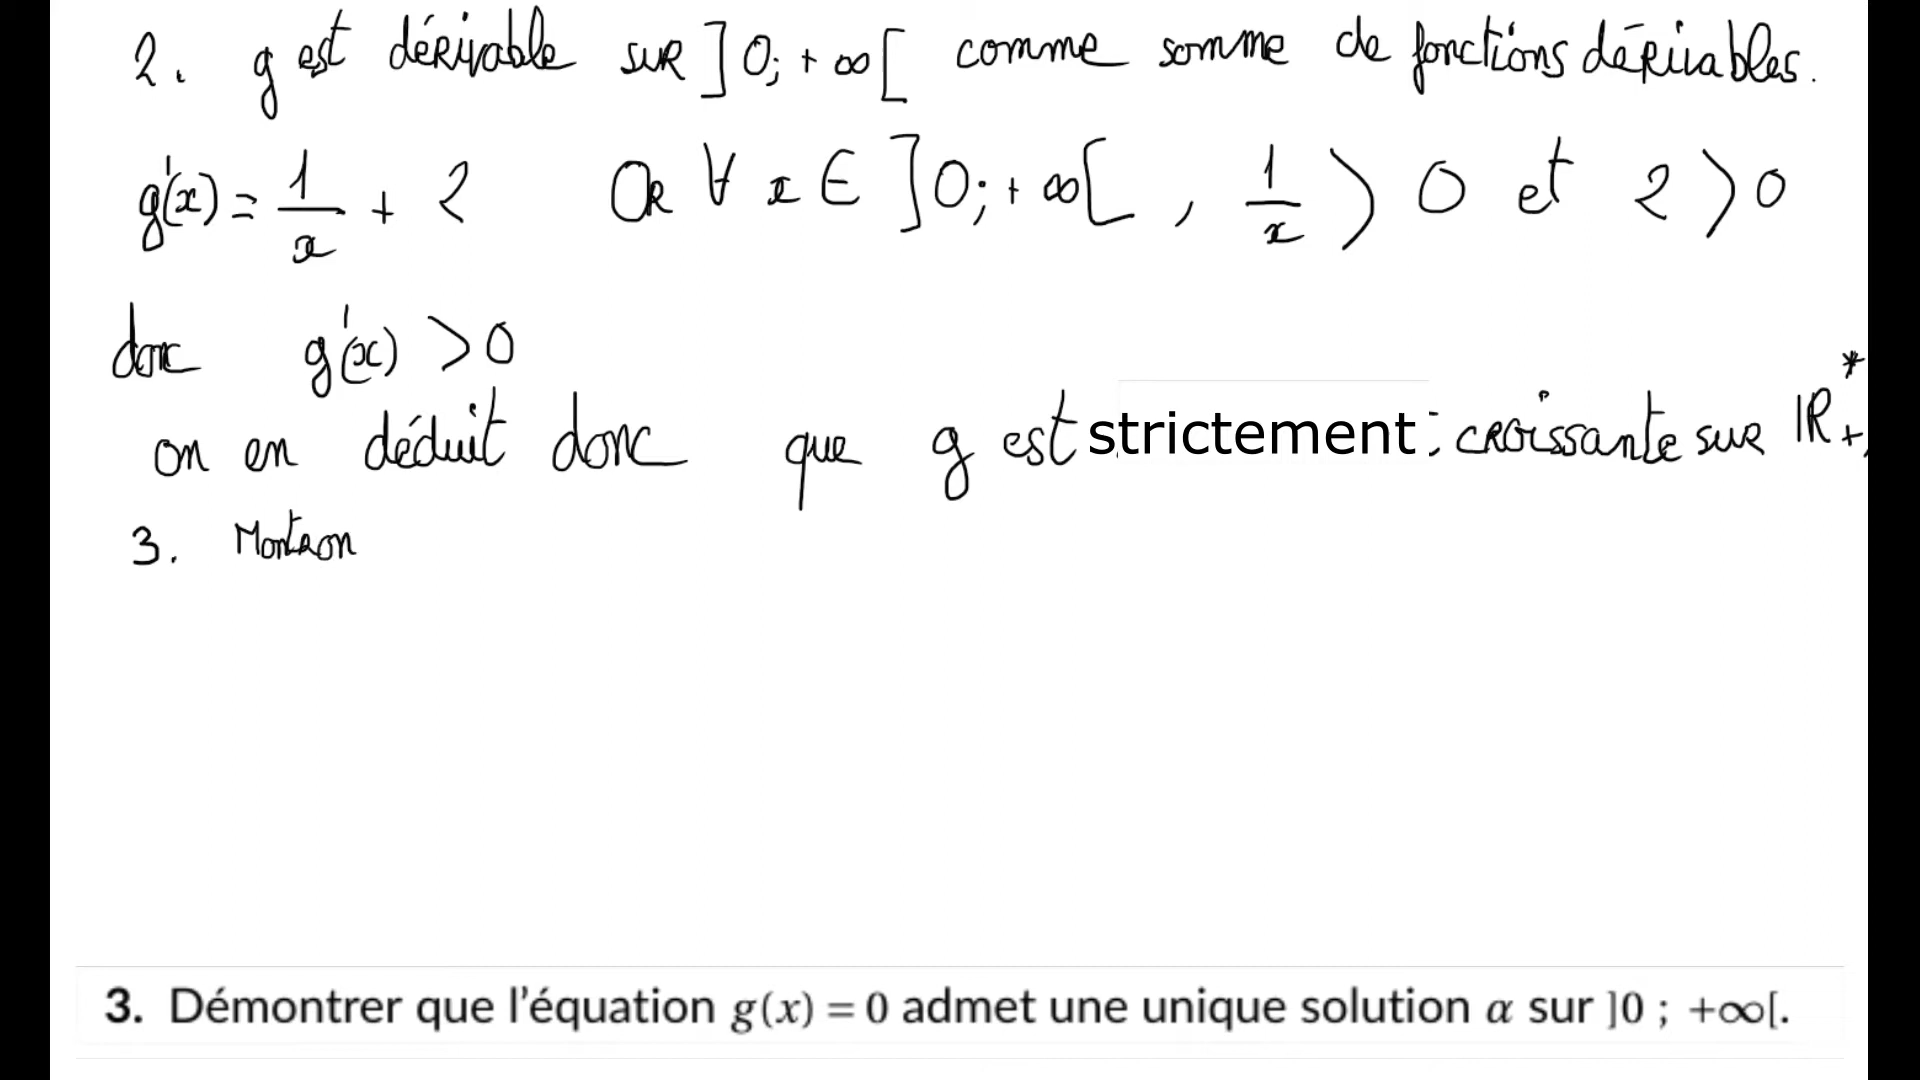 2. g est dérivable sur ]0; +∞[ comme somme de fonctions dérivables.
g'(x) = 1/x + 2 Or ∀ x ∈ ]0; +∞[ , 1/x > 0 et 2 > 0
donc g'(x) > 0
on en déduit donc que g est strictement croissante sur ℝ₊*
3. Montron
3. Démontrer que l'équation g(x) = 0 admet une unique solution α sur ]0 ; +∞[.